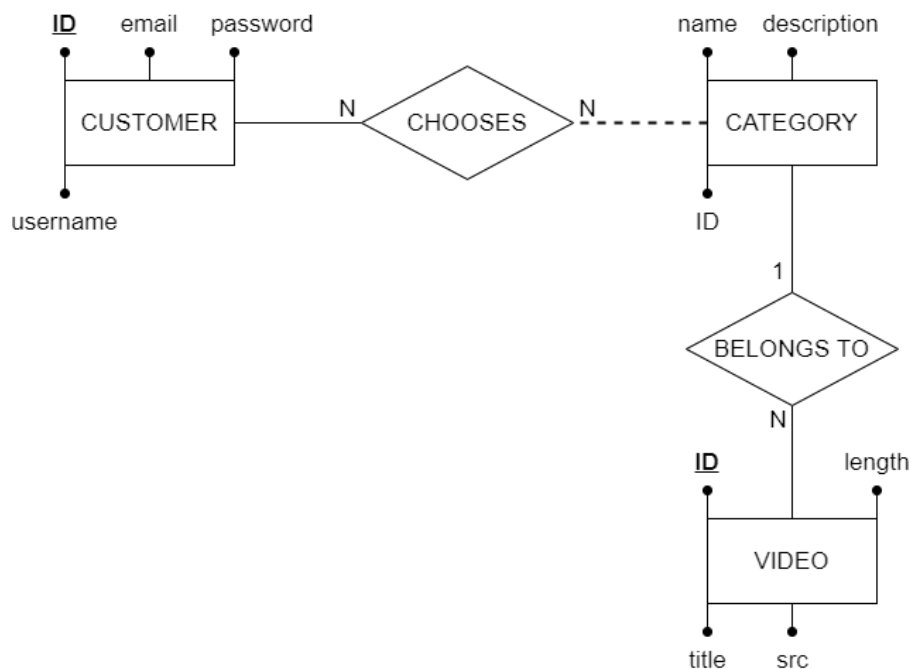 ID email password name description
CUSTOMER N CHOOSES N CATEGORY
username ID
1
BELONGS TO
N
ID length
VIDEO
title src